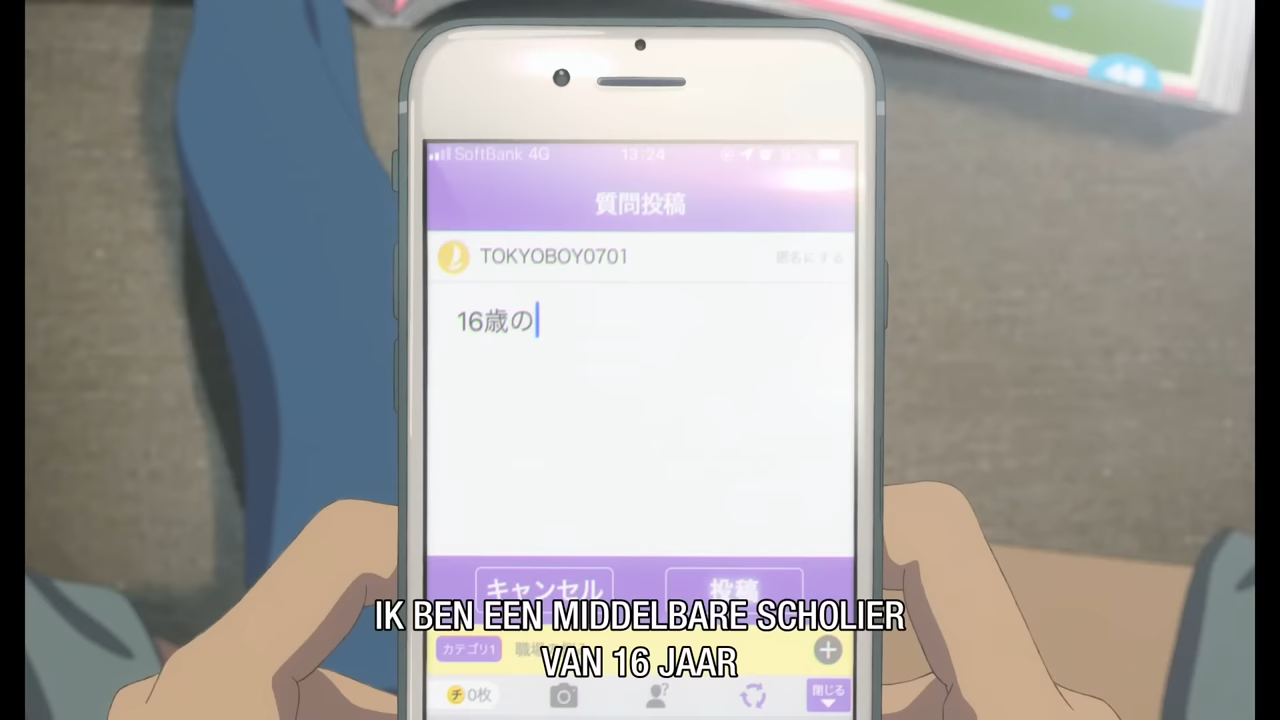 48
SoftBank 4G 13:24
質問投稿
TOKYOBOY0701 匿名にする
16歳の
キャンセル 投稿
IK BEN EEN MIDDELBARE SCHOLIER
カテゴリ1
VAN 16 JAAR
チ 0枚 閉じる